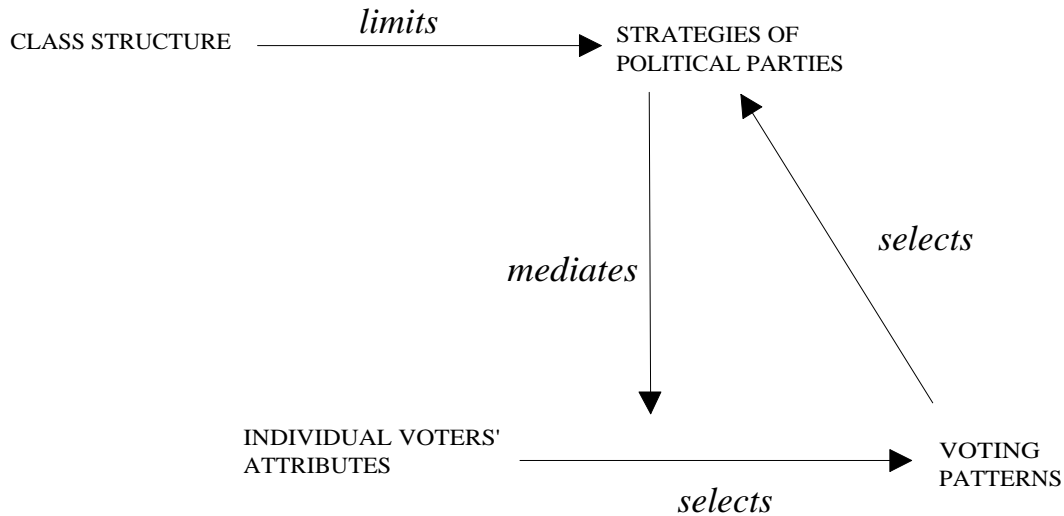 limits
CLASS STRUCTURE
STRATEGIES OF
POLITICAL PARTIES
selects
mediates
INDIVIDUAL VOTERS'
ATTRIBUTES
VOTING
PATTERNS
selects